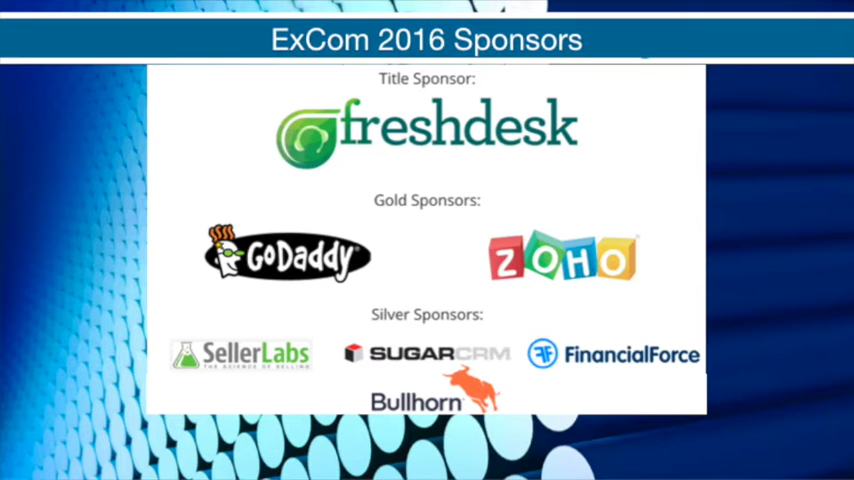 ExCom 2016 Sponsors
Title Sponsor:
freshdesk
Gold Sponsors:
GoDaddy
ZOHO
Silver Sponsors:
SellerLabs
THE SCIENCE OF SELLING
SUGARCRM
FinancialForce
Bullhorn